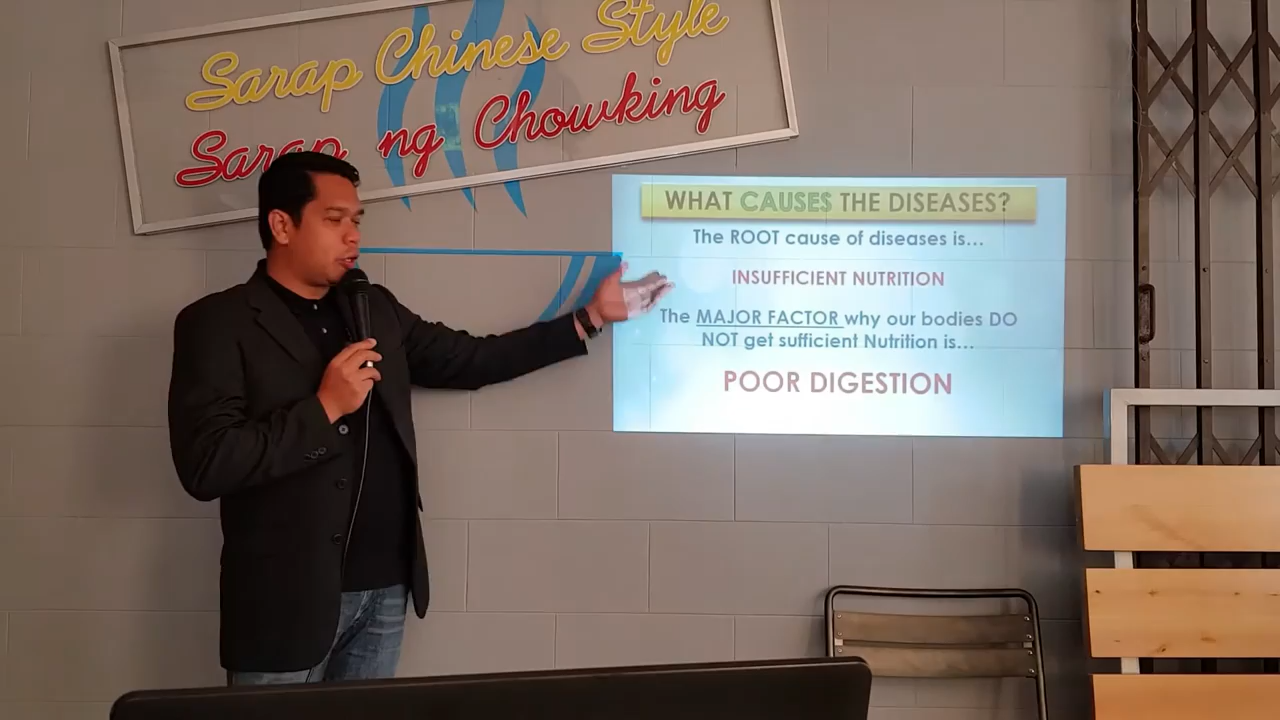 Sarap Chinese Style
Sarap ng Chowking
WHAT CAUSES THE DISEASES?
The ROOT cause of diseases is...
INSUFFICIENT NUTRITION
The MAJOR FACTOR why our bodies DO
NOT get sufficient Nutrition is...
POOR DIGESTION